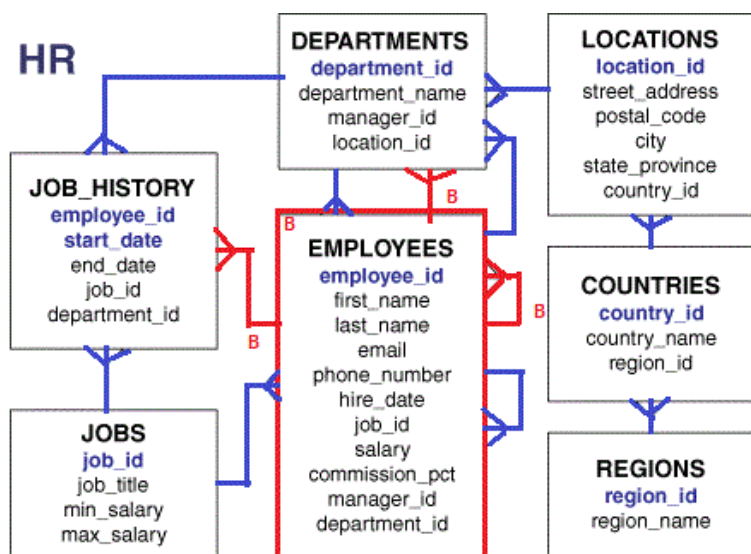 HR
DEPARTMENTS
department_id
department_name
manager_id
location_id
LOCATIONS
location_id
street_address
postal_code
city
state_province
country_id
JOB_HISTORY
employee_id
start_date
end_date
job_id
department_id
B
B
B
B
EMPLOYEES
employee_id
first_name
last_name
email
phone_number
hire_date
job_id
salary
commission_pct
manager_id
department_id
COUNTRIES
country_id
country_name
region_id
JOBS
job_id
job_title
min_salary
max_salary
REGIONS
region_id
region_name